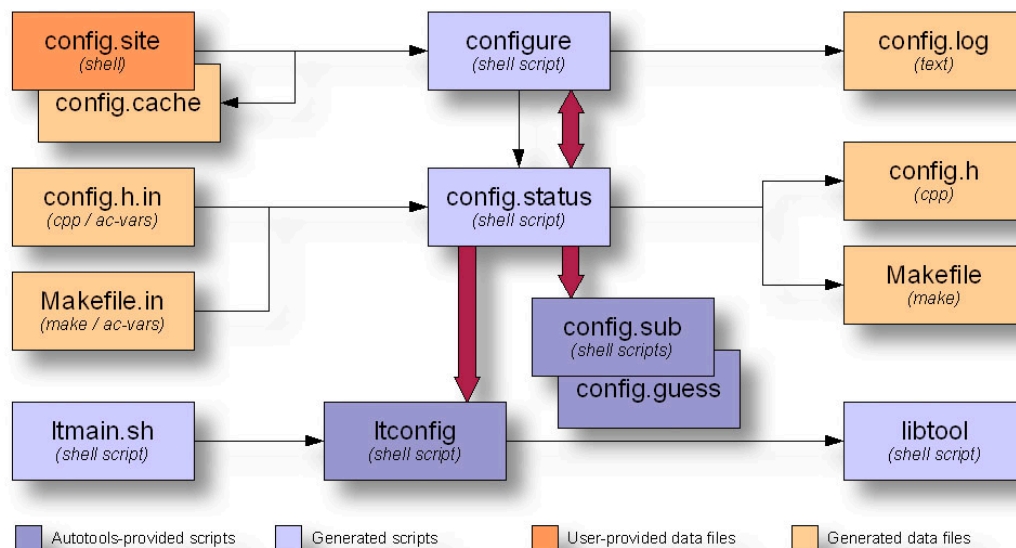 config.site
(shell)
config.cache
configure
(shell script)
config.log
(text)
config.h.in
(cpp / ac-vars)
config.status
(shell script)
config.h
(cpp)
Makefile.in
(make / ac-vars)
Makefile
(make)
config.sub
(shell scripts)
config.guess
ltmain.sh
(shell script)
ltconfig
(shell script)
libtool
(shell script)
Autotools-provided scripts
Generated scripts
User-provided data files
Generated data files